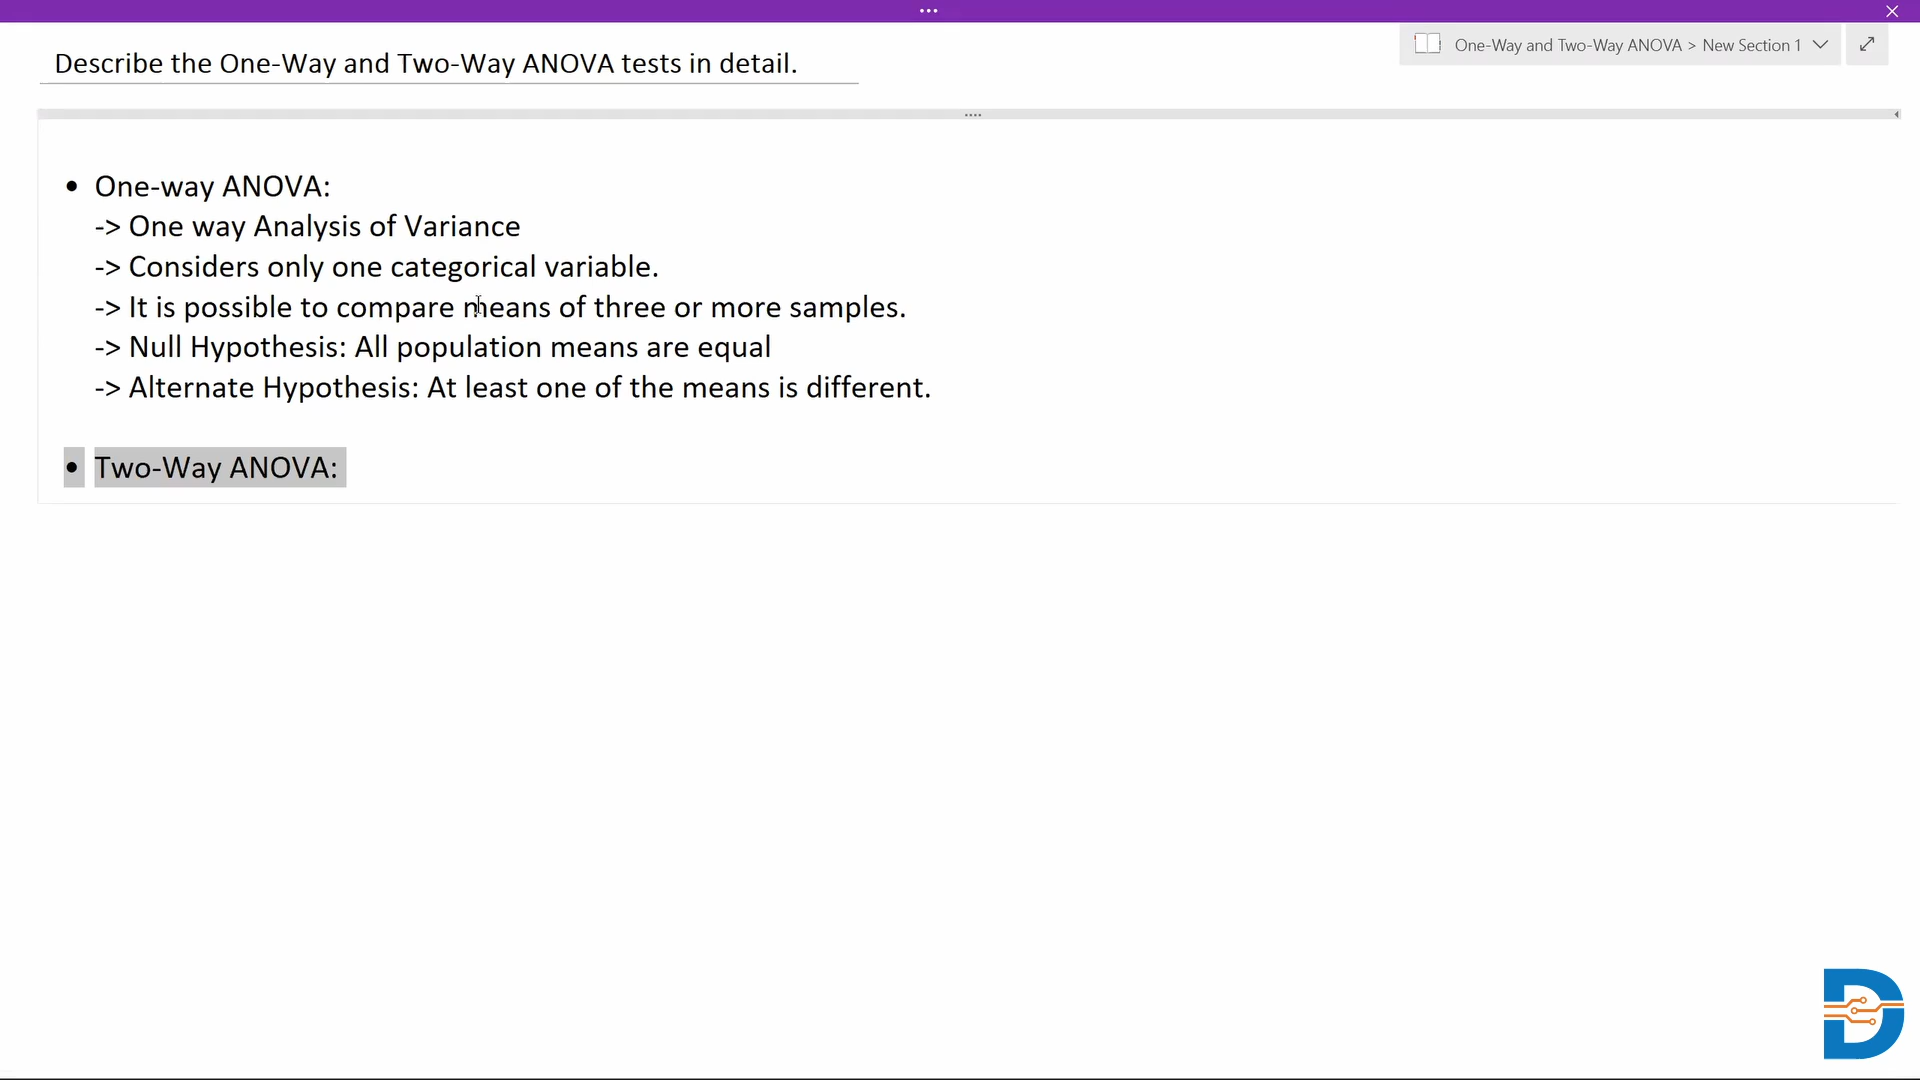 One-Way and Two-Way ANOVA > New Section 1
Describe the One-Way and Two-Way ANOVA tests in detail.
• One-way ANOVA:
-> One way Analysis of Variance
-> Considers only one categorical variable.
-> It is possible to compare means of three or more samples.
-> Null Hypothesis: All population means are equal
-> Alternate Hypothesis: At least one of the means is different.
• Two-Way ANOVA: